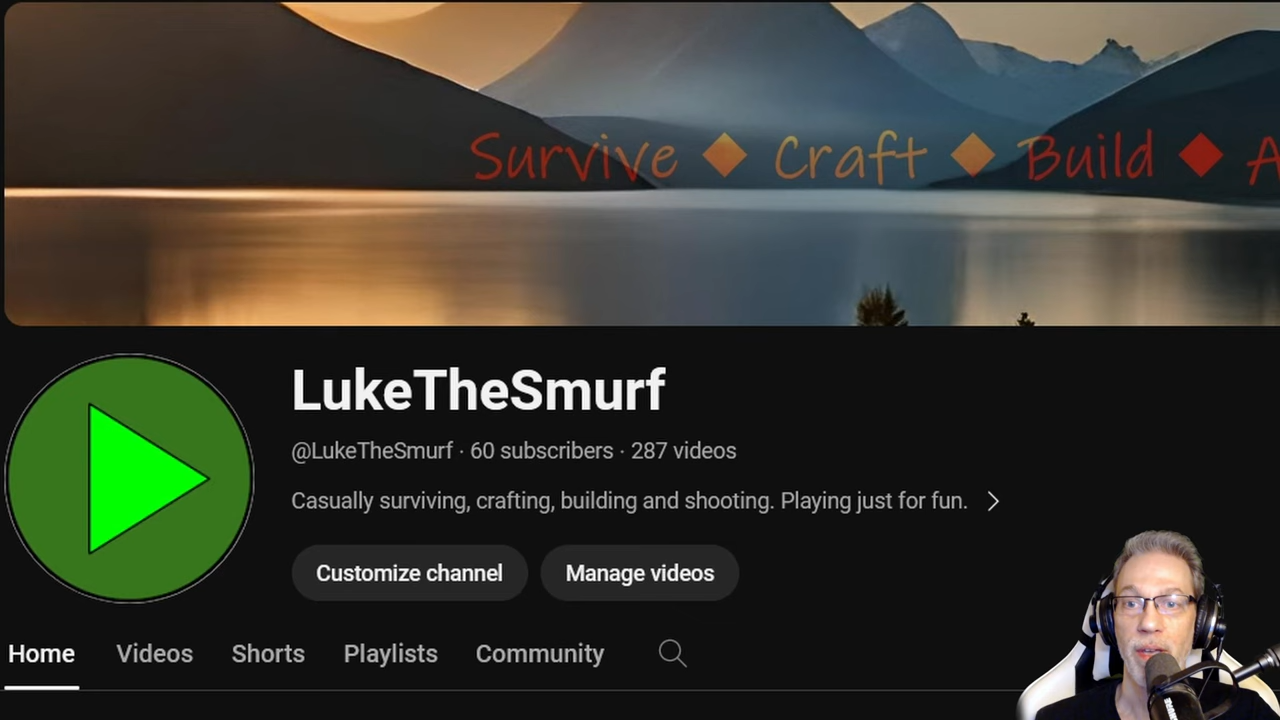 Survive ◆ Craft ◆ Build ◆ A
LukeTheSmurf
@LukeTheSmurf · 60 subscribers · 287 videos
Casually surviving, crafting, building and shooting. Playing just for fun.
Customize channel Manage videos
Home Videos Shorts Playlists Community